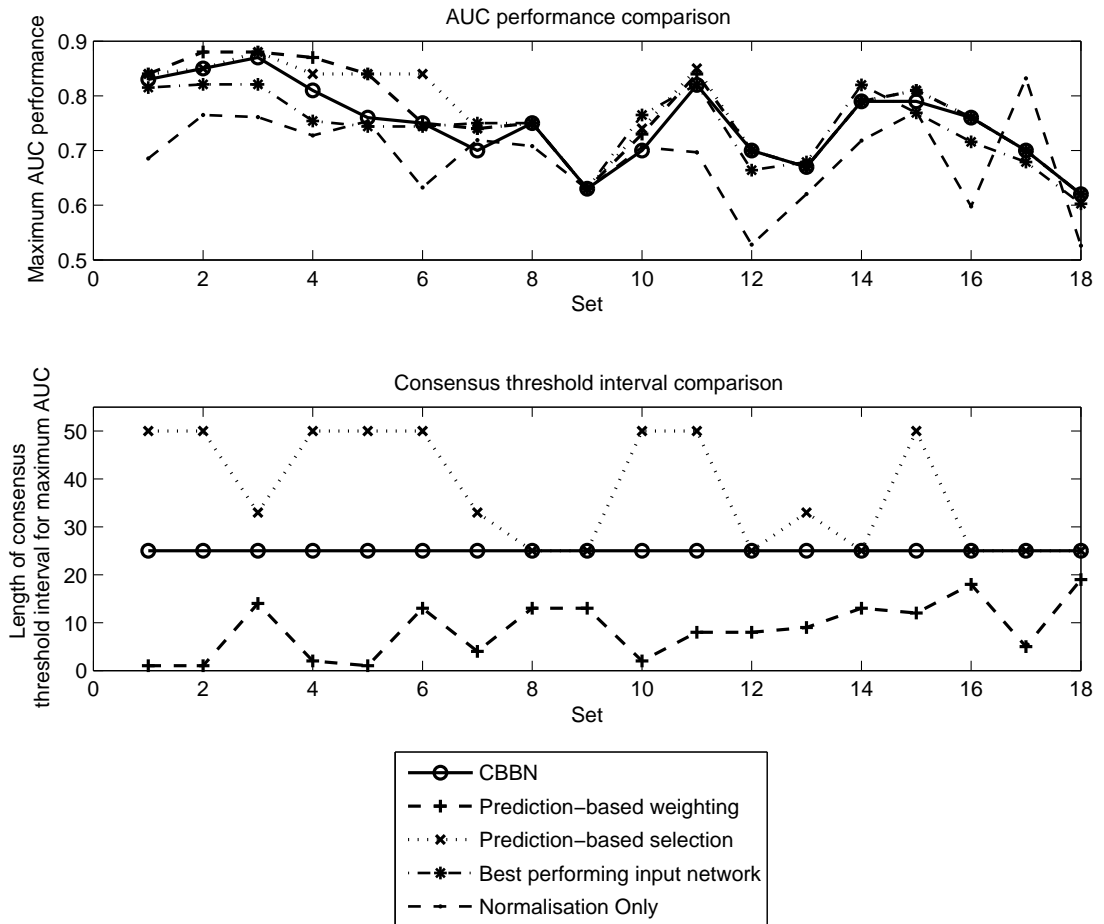 AUC performance comparison
Maximum AUC performance
0.9
0.8
0.7
0.6
0.5
0 2 4 6 8 10 12 14 16 18
Set
Consensus threshold interval comparison
Length of consensus
threshold interval for maximum AUC
50
40
30
20
10
0
0 2 4 6 8 10 12 14 16 18
Set
CBBN
Prediction−based weighting
Prediction−based selection
Best performing input network
Normalisation Only